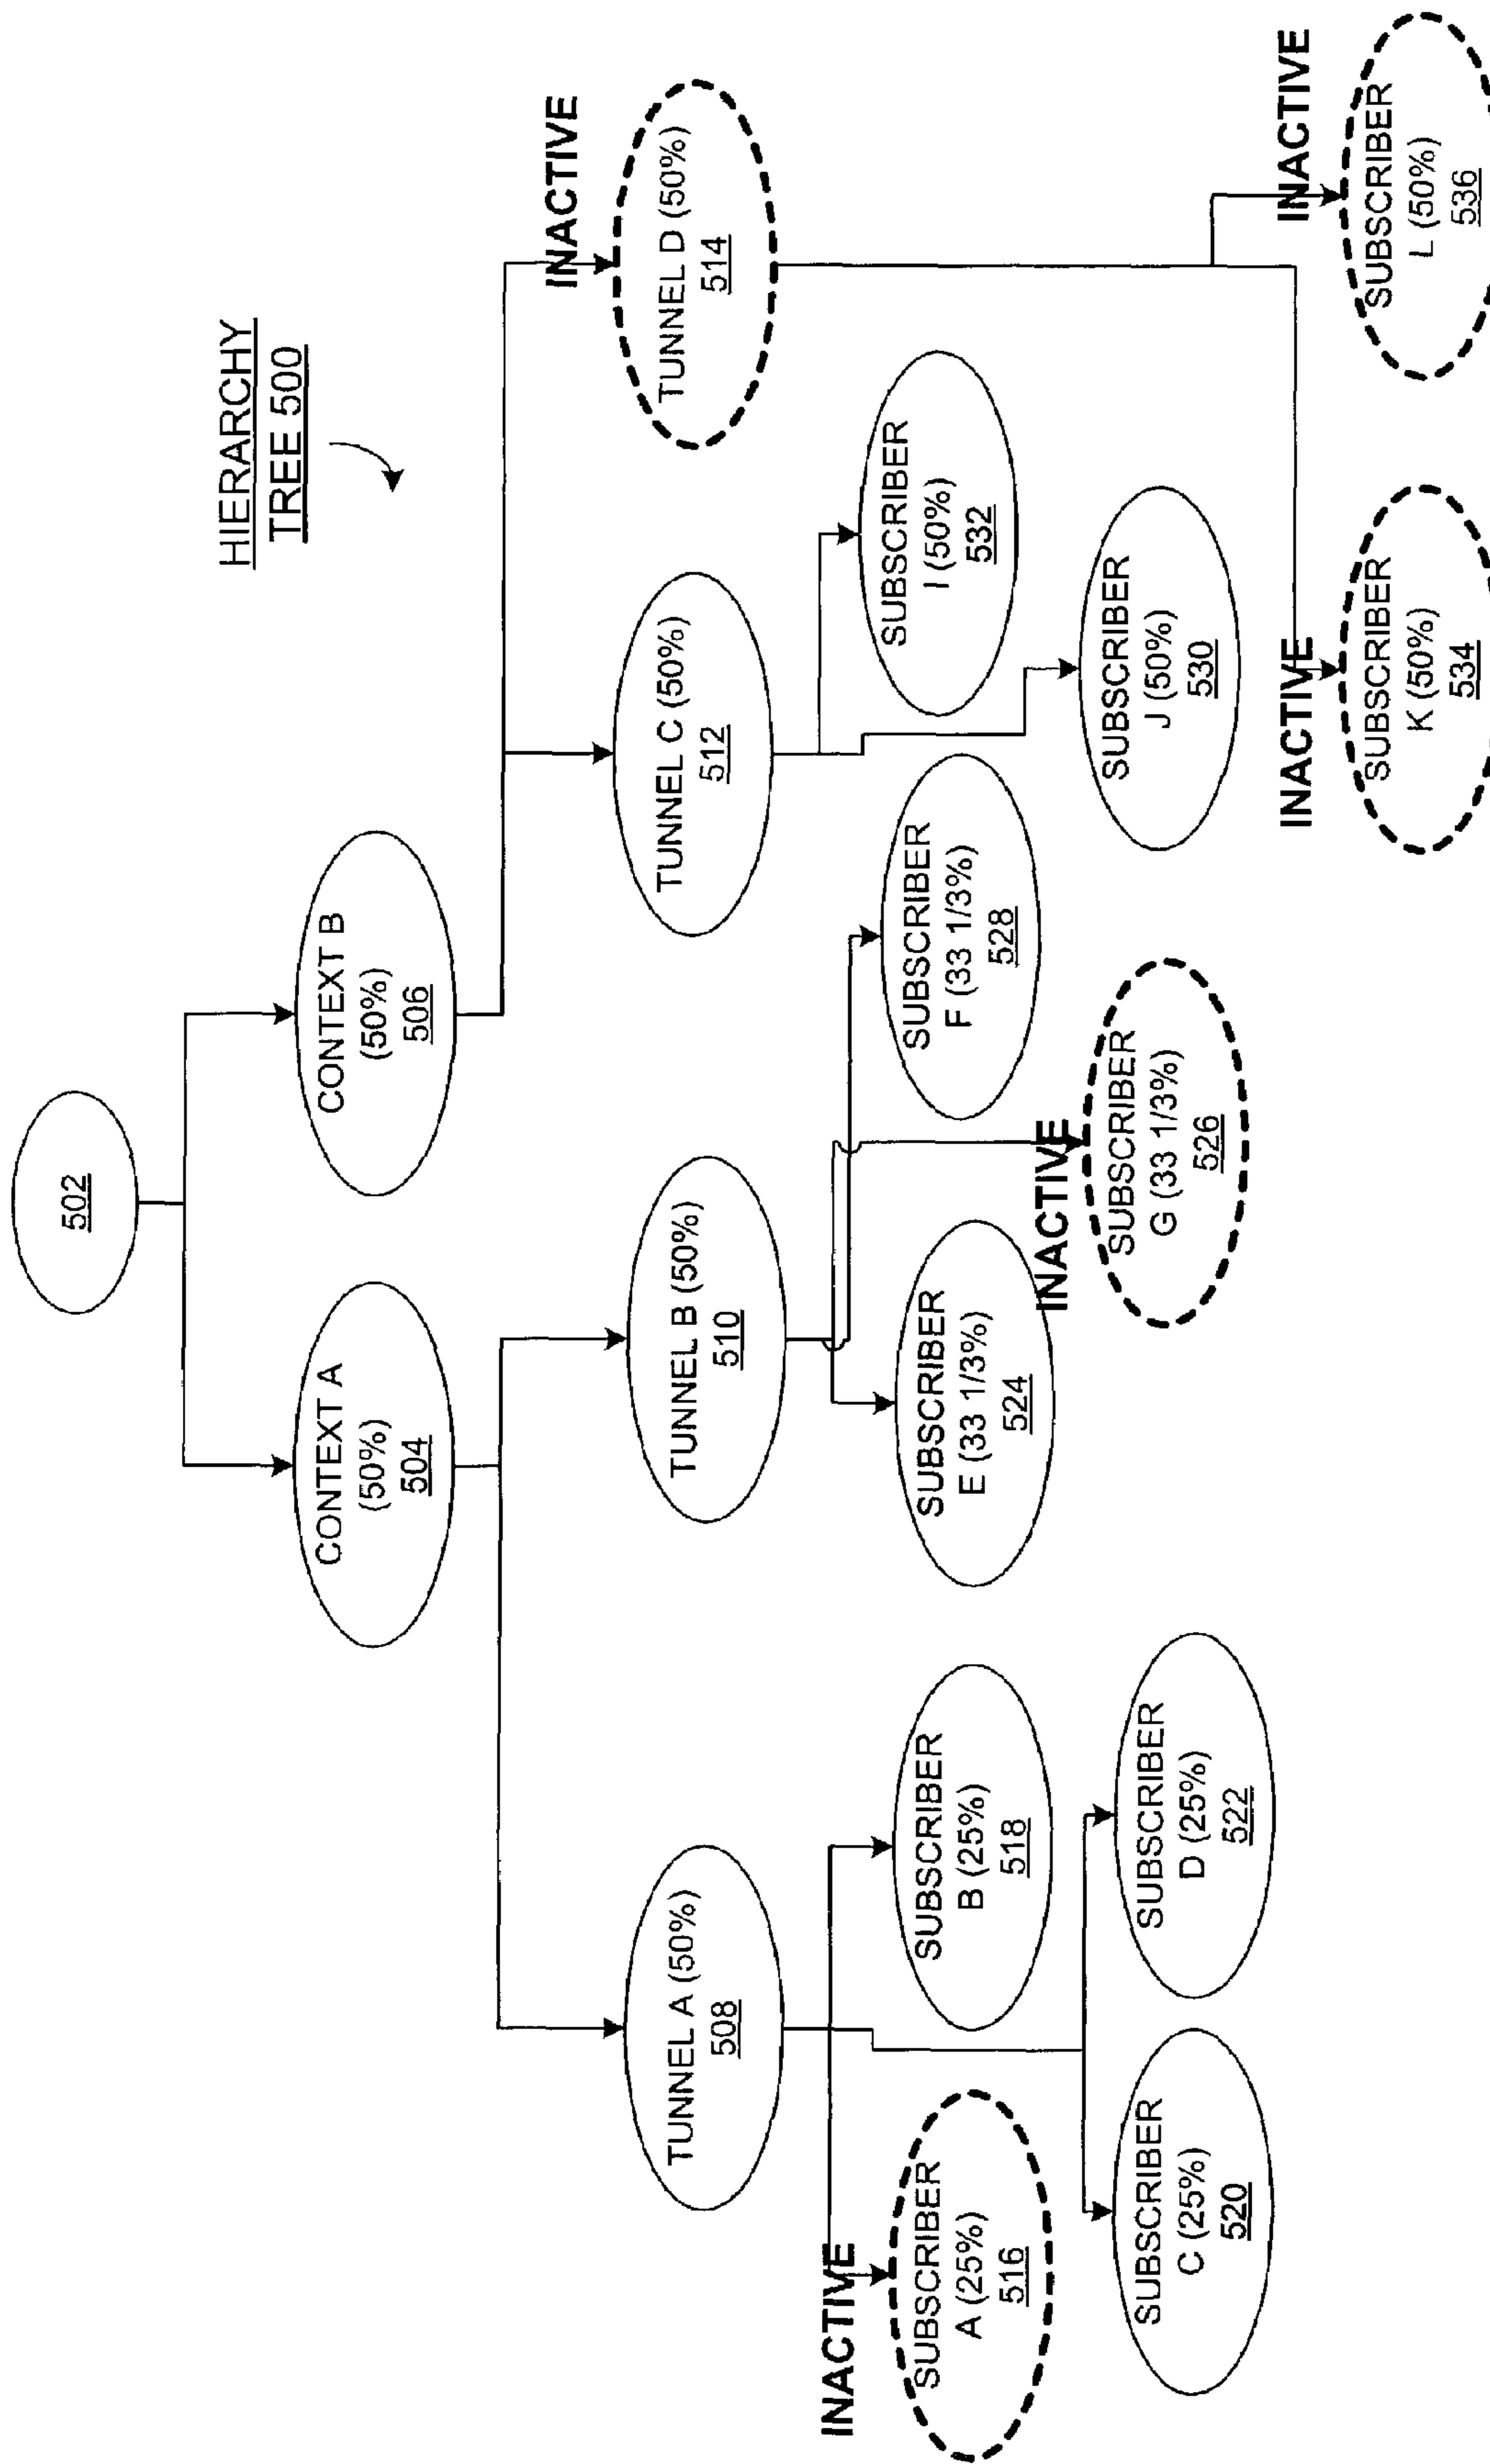 HIERARCHY
TREE 500
502
CONTEXT A
(50%)
504
CONTEXT B
(50%)
506
TUNNEL A (50%)
508
TUNNEL B (50%)
510
TUNNEL C (50%)
512
INACTIVE
TUNNEL D (50%)
514
INACTIVE
SUBSCRIBER
A (25%)
516
SUBSCRIBER
B (25%)
518
SUBSCRIBER
C (25%)
520
SUBSCRIBER
D (25%)
522
SUBSCRIBER
E (33 1/3%)
524
INACTIVE
SUBSCRIBER
G (33 1/3%)
526
SUBSCRIBER
F (33 1/3%)
528
SUBSCRIBER
J (50%)
530
SUBSCRIBER
I (50%)
532
INACTIVE
SUBSCRIBER
K (50%)
534
INACTIVE
SUBSCRIBER
L (50%)
536